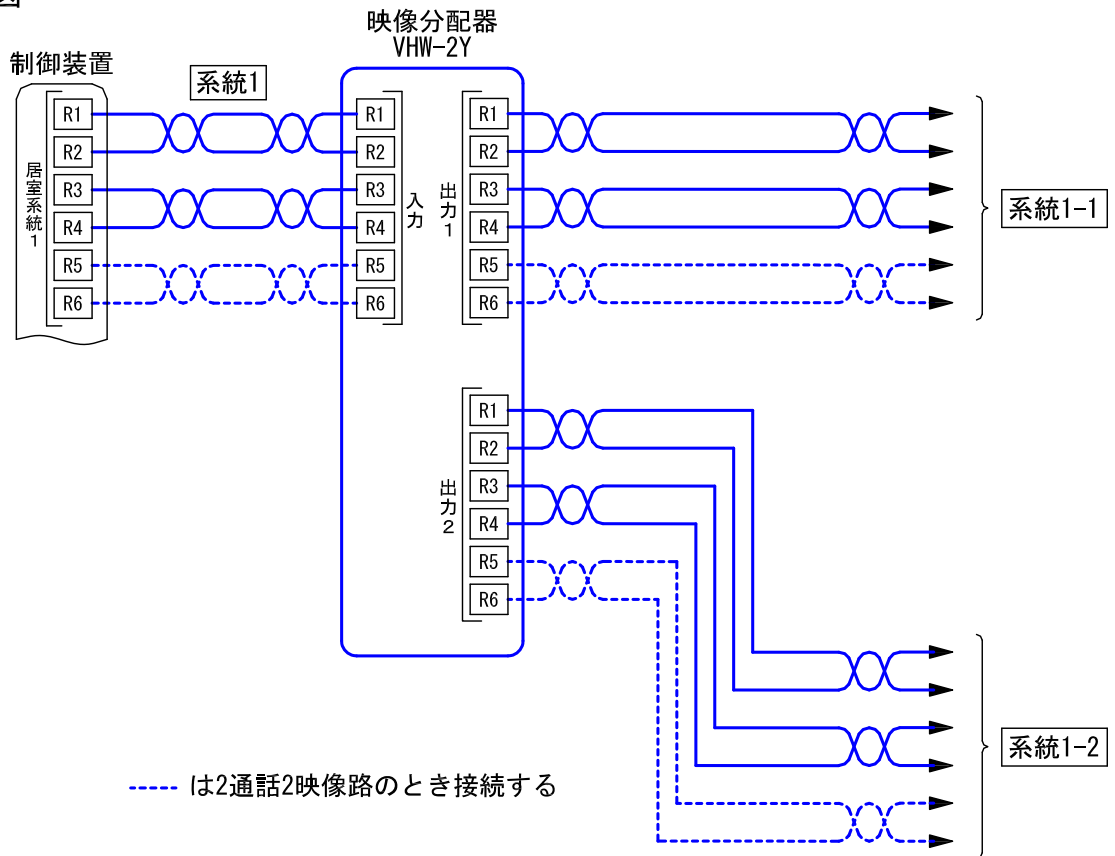 映像分配器
VHW-2Y
制御装置
系統1
居室系統1
R1
R2
R3
R4
R5
R6
R1
R2
R3
R4
R5
R6
入力
出力1
R1
R2
R3
R4
R5
R6
系統1-1
出力2
R1
R2
R3
R4
R5
R6
系統1-2
は2通話2映像路のとき接続する